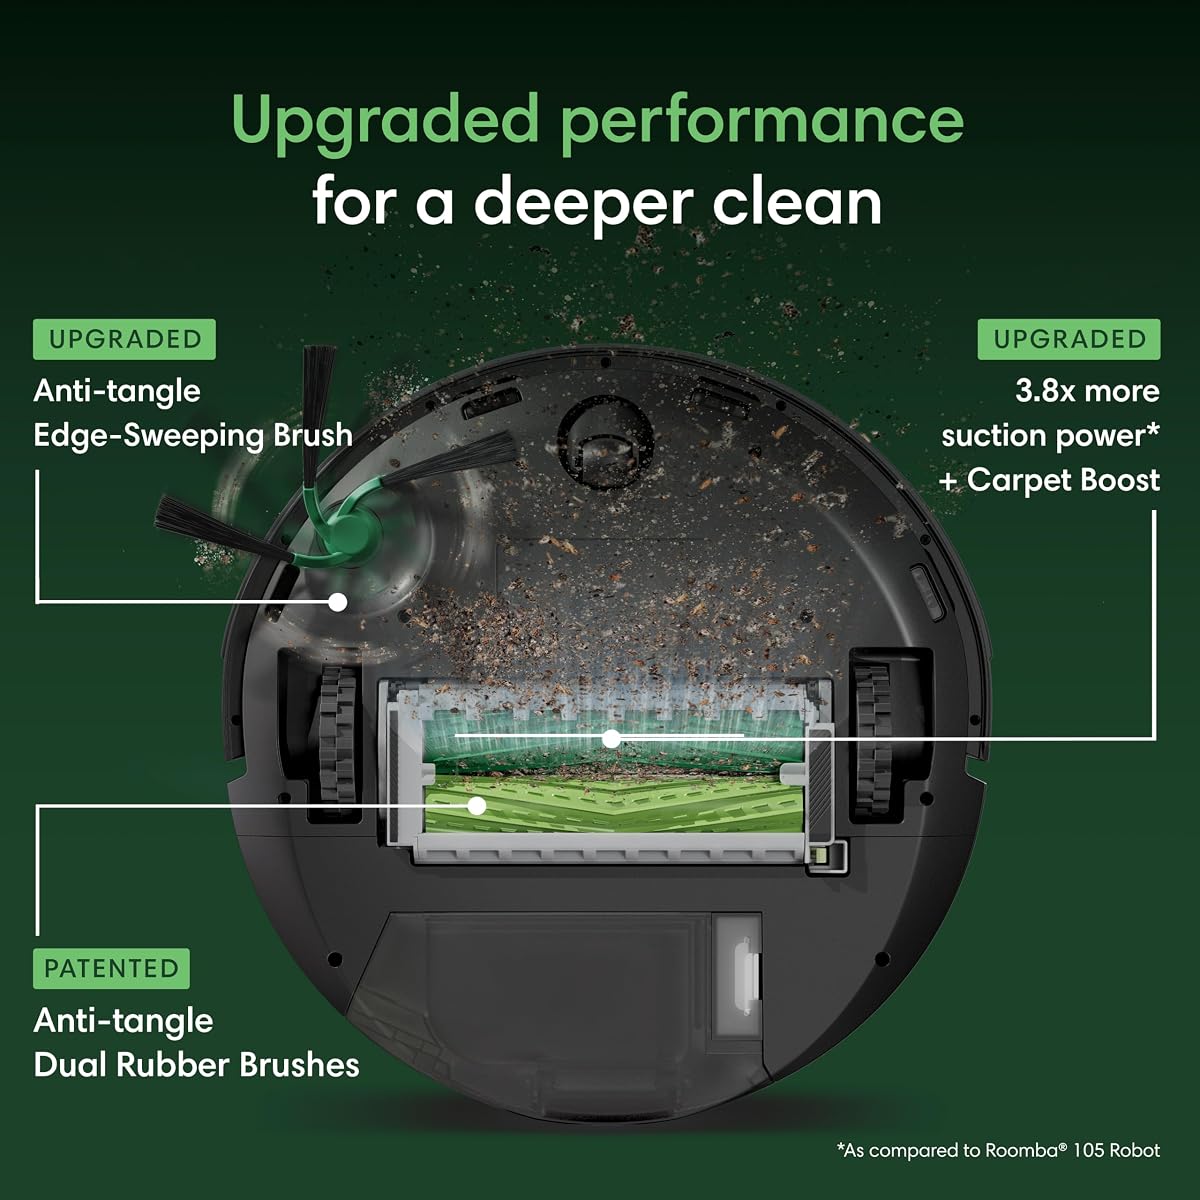 Upgraded performance
for a deeper clean
UPGRADED
Anti-tangle
Edge-Sweeping Brush
UPGRADED
3.8x more
suction power*
+ Carpet Boost
PATENTED
Anti-tangle
Dual Rubber Brushes
*As compared to Roomba® 105 Robot